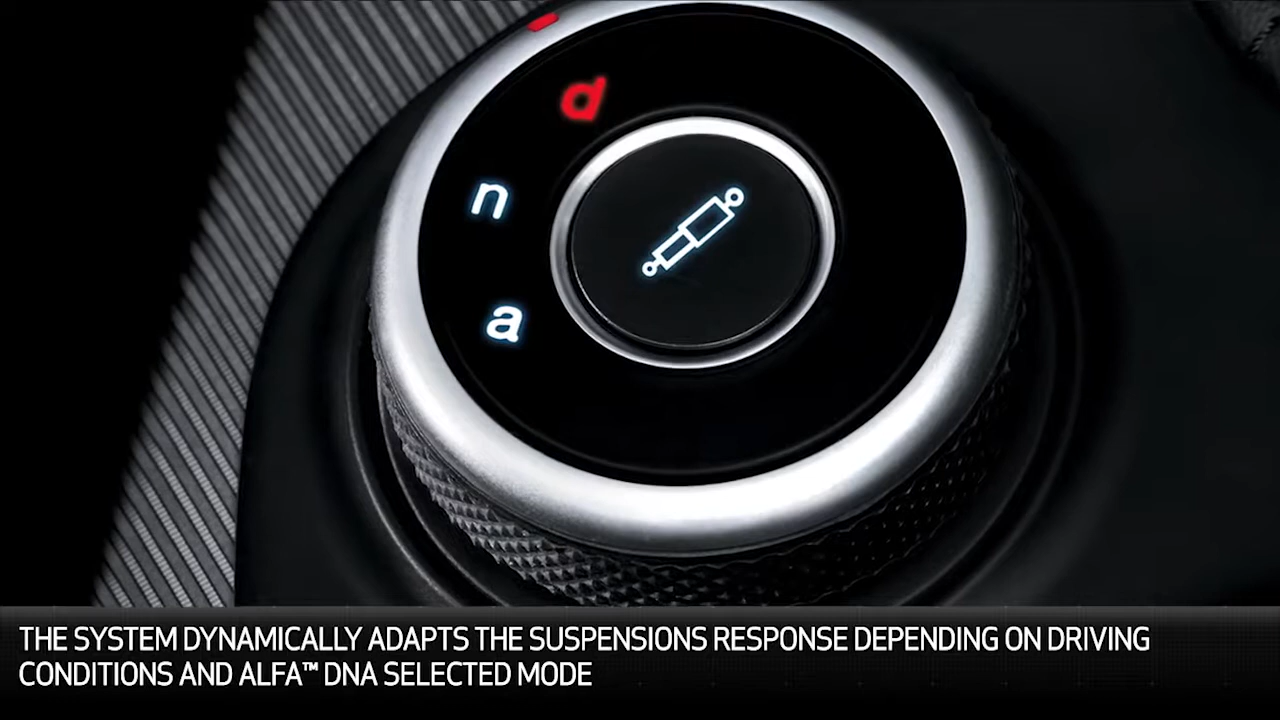 d
n
a
THE SYSTEM DYNAMICALLY ADAPTS THE SUSPENSIONS RESPONSE DEPENDING ON DRIVING
CONDITIONS AND ALFA™ DNA SELECTED MODE